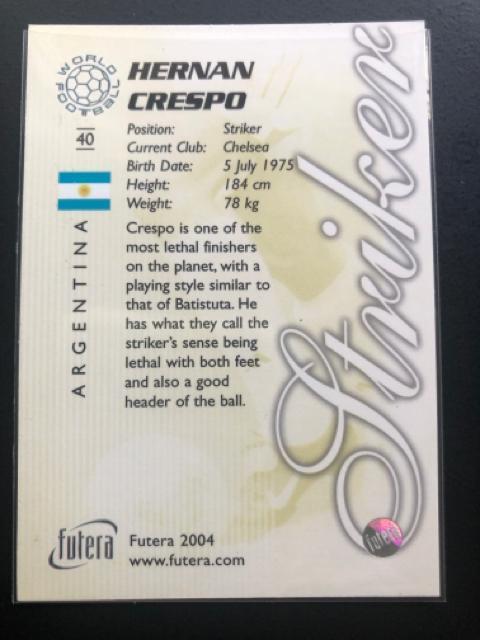 WORLD FOOTBALL
HERNAN
CRESPO
40
Position: Striker
Current Club: Chelsea
Birth Date: 5 July 1975
Height: 184 cm
Weight: 78 kg
ARGENTINA
Crespo is one of the
most lethal finishers
on the planet, with a
playing style similar to
that of Batistuta. He
has what they call the
striker's sense being
lethal with both feet
and also a good
header of the ball.
Striker
futera
Futera 2004
www.futera.com
futera